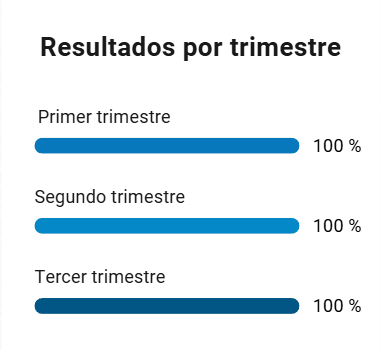 Resultados por trimestre
Primer trimestre
100 %
Segundo trimestre
100 %
Tercer trimestre
100 %